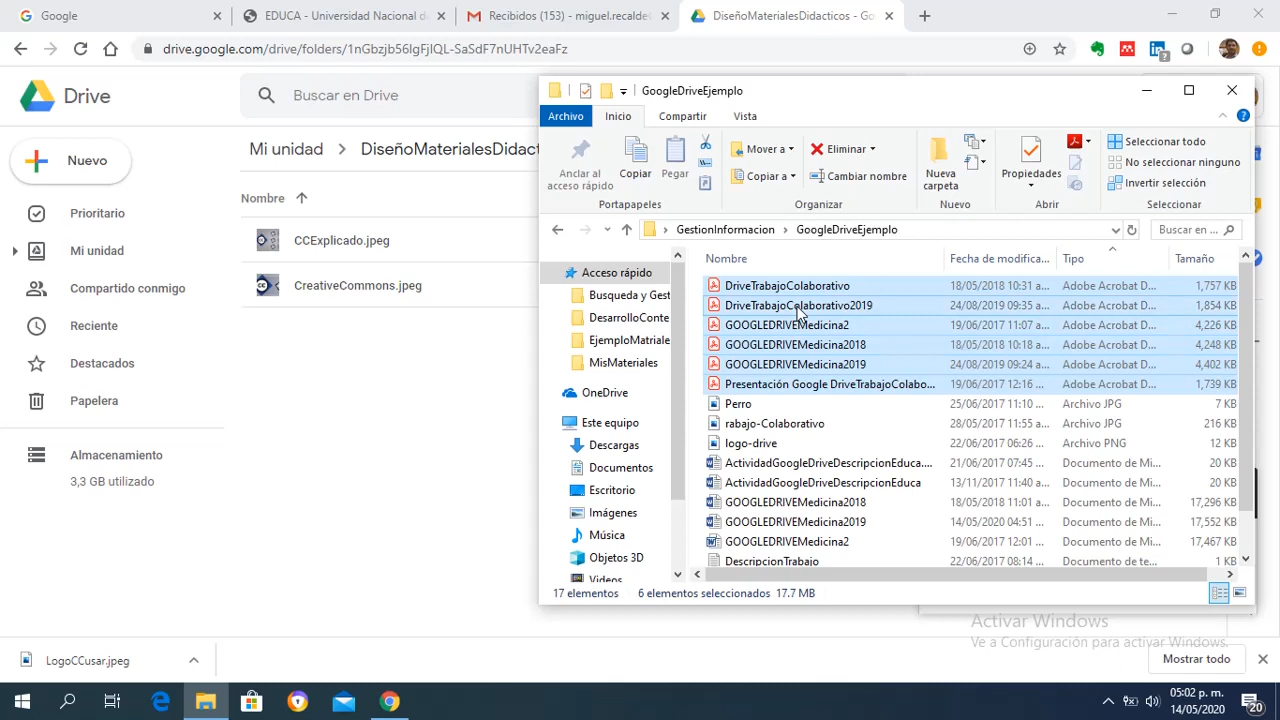 Google
EDUCA - Universidad Nacional de
Recibidos (153) - miguel.recalde
DiseñoMaterialesDidacticos - Go
drive.google.com/drive/folders/1nGbzjb56IgFjlQL-SaSdF7nUHTv2eaFz
Drive
Buscar en Drive
Nuevo
Prioritario
Mi unidad
Compartido conmigo
Reciente
Destacados
Papelera
Almacenamiento
3,3 GB utilizado
Mi unidad > DiseñoMaterialesDidact
Nombre
CCExplicado.jpeg
CreativeCommons.jpeg
GoogleDriveEjemplo
Archivo Inicio Compartir Vista
Anclar al acceso rápido
Copiar
Pegar
Mover a
Copiar a
Eliminar
Cambiar nombre
Nueva carpeta
Propiedades
Seleccionar todo
No seleccionar ninguno
Invertir selección
Portapapeles Organizar Nuevo Abrir Seleccionar
GestionInformacion > GoogleDriveEjemplo
Buscar en ...
Acceso rápido
Busqueda y Gest
DesarrolloConte
EjemploMatriale
MisMateriales
OneDrive
Este equipo
Descargas
Documentos
Escritorio
Imágenes
Música
Objetos 3D
Videos
Nombre Fecha de modifica... Tipo Tamaño
DriveTrabajoColaborativo 18/05/2018 10:31 a... Adobe Acrobat D... 1,757 KB
DriveTrabajoColaborativo2019 24/08/2019 09:35 a... Adobe Acrobat D... 1,854 KB
GOOGLEDRIVEMedicina2 19/06/2017 11:07 a... Adobe Acrobat D... 4,226 KB
GOOGLEDRIVEMedicina2018 18/05/2018 10:18 a... Adobe Acrobat D... 4,248 KB
GOOGLEDRIVEMedicina2019 24/08/2019 09:24 a... Adobe Acrobat D... 4,402 KB
Presentación Google DriveTrabajoColabo... 19/06/2017 12:16 ... Adobe Acrobat D... 1,739 KB
Perro 25/06/2017 11:10 ... Archivo JPG 7 KB
rabajo-Colaborativo 28/05/2017 11:55 a... Archivo JPG 216 KB
logo-drive 22/06/2017 06:26 ... Archivo PNG 12 KB
ActividadGoogleDriveDescripcionEduca.... 21/06/2017 07:45 ... Documento de Mi... 20 KB
ActividadGoogleDriveDescripcionEduca 13/11/2017 11:40 a... Documento de Mi... 20 KB
GOOGLEDRIVEMedicina2018 18/05/2018 11:01 a... Documento de Mi... 17,296 KB
GOOGLEDRIVEMedicina2019 14/05/2020 04:51 ... Documento de Mi... 17,552 KB
GOOGLEDRIVEMedicina2 19/06/2017 12:01 ... Documento de Mi... 17,467 KB
DescripcionTrabajo 22/06/2017 08:14 ... Documento de te... 1 KB
17 elementos 6 elementos seleccionados 17.7 MB
Activar Windows
Ve a Configuración para activar Windows.
LogoCCusar.jpeg
Mostrar todo
05:02 p. m.
14/05/2020
20